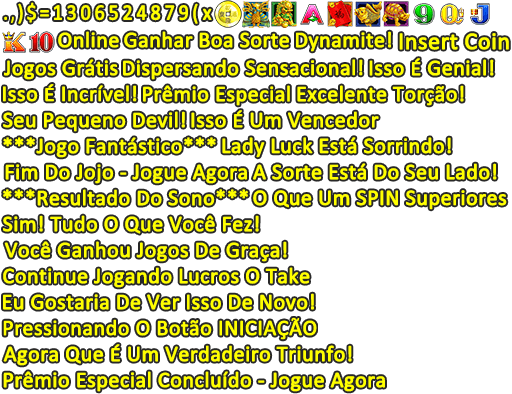 .,)$=1306524879(x A 9 Q J
K 10 Online Ganhar Boa Sorte Dynamite! Insert Coin
Jogos Grátis Dispersando Sensacional! Isso É Genial!
Isso É Incrível! Prêmio Especial Excelente Torção!
Seu Pequeno Devil! Isso É Um Vencedor
***Jogo Fantástico*** Lady Luck Está Sorrindo!
Fim Do Jojo - Jogue Agora A Sorte Está Do Seu Lado!
***Resultado Do Sono*** O Que Um SPIN Superiores
Sim! Tudo O Que Você Fez!
Você Ganhou Jogos De Graça!
Continue Jogando Lucros O Take
Eu Gostaria De Ver Isso De Novo!
Pressionando O Botão INICIAÇÃO
Agora Que É Um Verdadeiro Triunfo!
Prêmio Especial Concluído - Jogue Agora